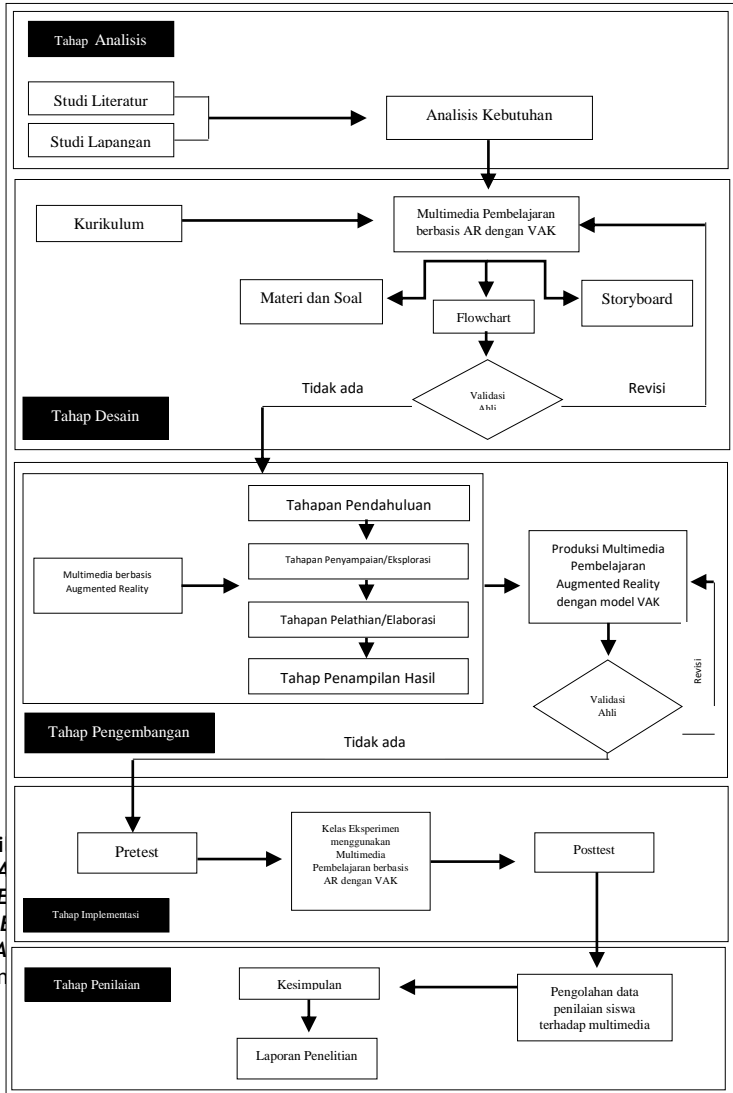 Tahap Analisis
Studi Literatur
Studi Lapangan
Analisis Kebutuhan
Kurikulum
Multimedia Pembelajaran
berbasis AR dengan VAK
Materi dan Soal
Flowchart
Storyboard
Tidak ada
Validasi
Ahli
Revisi
Tahap Desain
Tahapan Pendahuluan
Multimedia berbasis
Augmented Reality
Tahapan Penyampaian/Eksplorasi
Tahapan Pelathian/Elaborasi
Tahap Penampilan Hasil
Produksi Multimedia
Pembelajaran
Augmented Reality
dengan model VAK
Revisi
Validasi
Ahli
Tahap Pengembangan
Tidak ada
Pretest
Kelas Eksperimen
menggunakan
Multimedia
Pembelajaran berbasis
AR dengan VAK
Posttest
Tahap Implementasi
Tahap Penilaian
Kesimpulan
Pengolahan data
penilaian siswa
terhadap multimedia
Laporan Penelitian